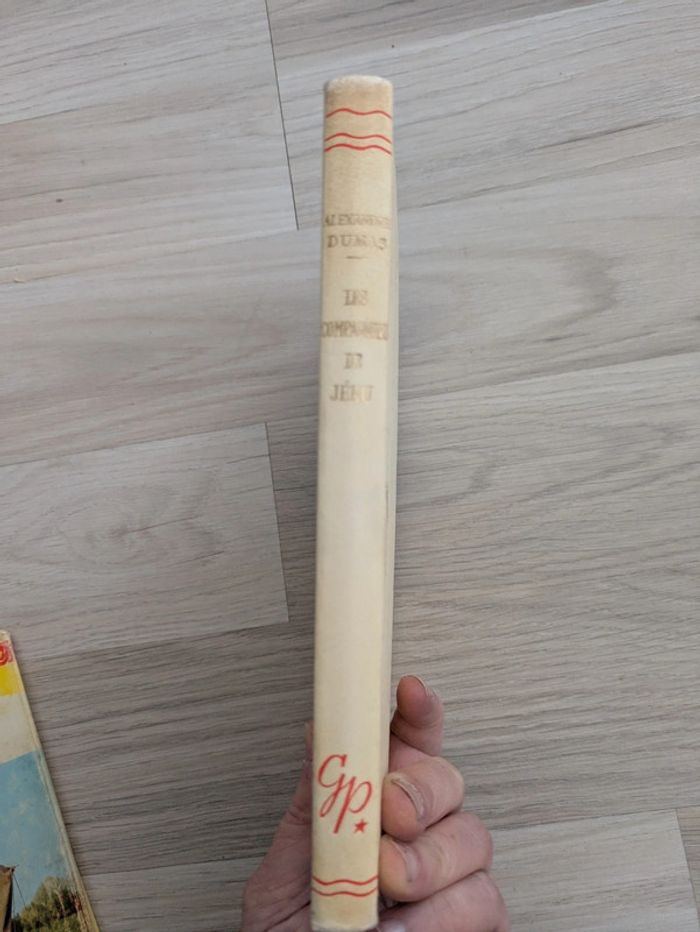 ALEXANDRE
DUMAS
LES
COMPAGNONS
DE
JÉHU
GP